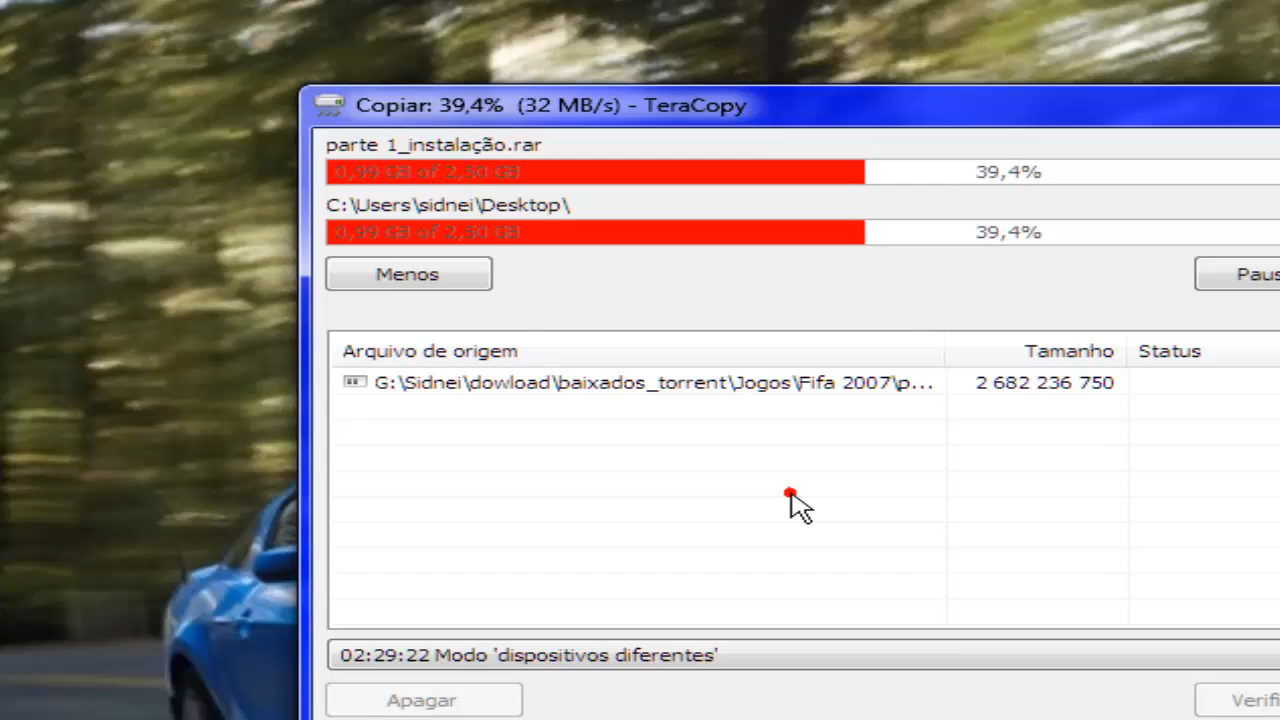 Copiar: 39,4% (32 MB/s) - TeraCopy
parte 1_instalação.rar
0,99 GB of 2,50 GB 39,4%
C:\Users\sidnei\Desktop\
0,99 GB of 2,50 GB 39,4%
Menos Paus
Arquivo de origem Tamanho Status
G:\Sidnei\dowload\baixados_torrent\Jogos\Fifa 2007\p... 2 682 236 750
02:29:22 Modo 'dispositivos diferentes'
Apagar Verifi